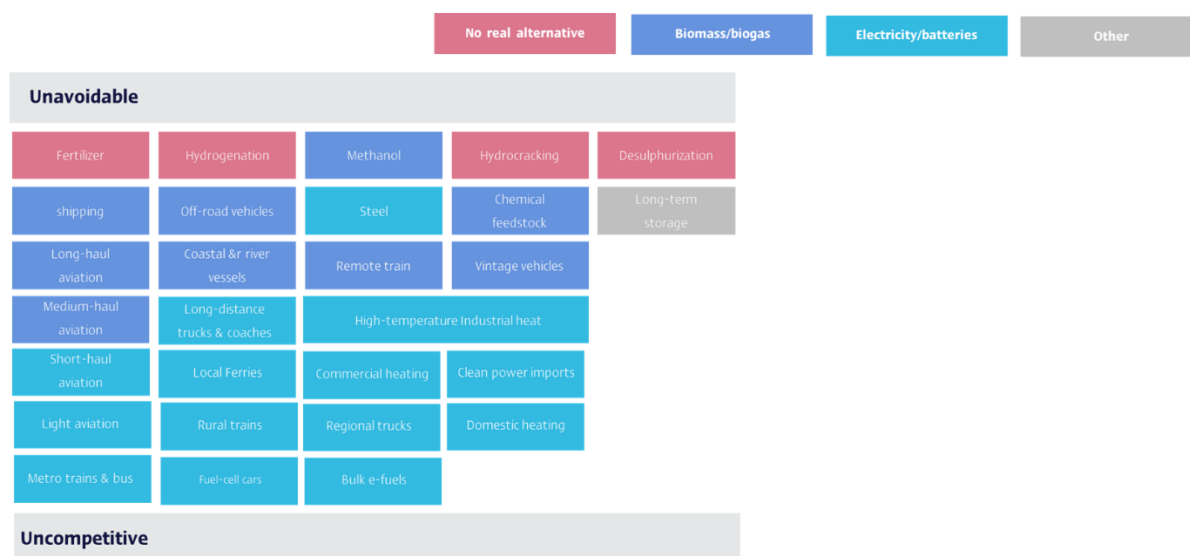 No real alternative
Biomass/biogas
Electricity/batteries
Other
Unavoidable
Fertilizer
Hydrogenation
Methanol
Hydrocracking
Desulphurization
shipping
Off-road vehicles
Steel
Chemical
feedstock
Long-term
storage
Long-haul
aviation
Coastal &r river
vessels
Remote train
Vintage vehicles
Medium-haul
aviation
Long-distance
trucks & coaches
High-temperature Industrial heat
Short-haul
aviation
Local Ferries
Commercial heating
Clean power imports
Light aviation
Rural trains
Regional trucks
Domestic heating
Metro trains & bus
Fuel-cell cars
Bulk e-fuels
Uncompetitive